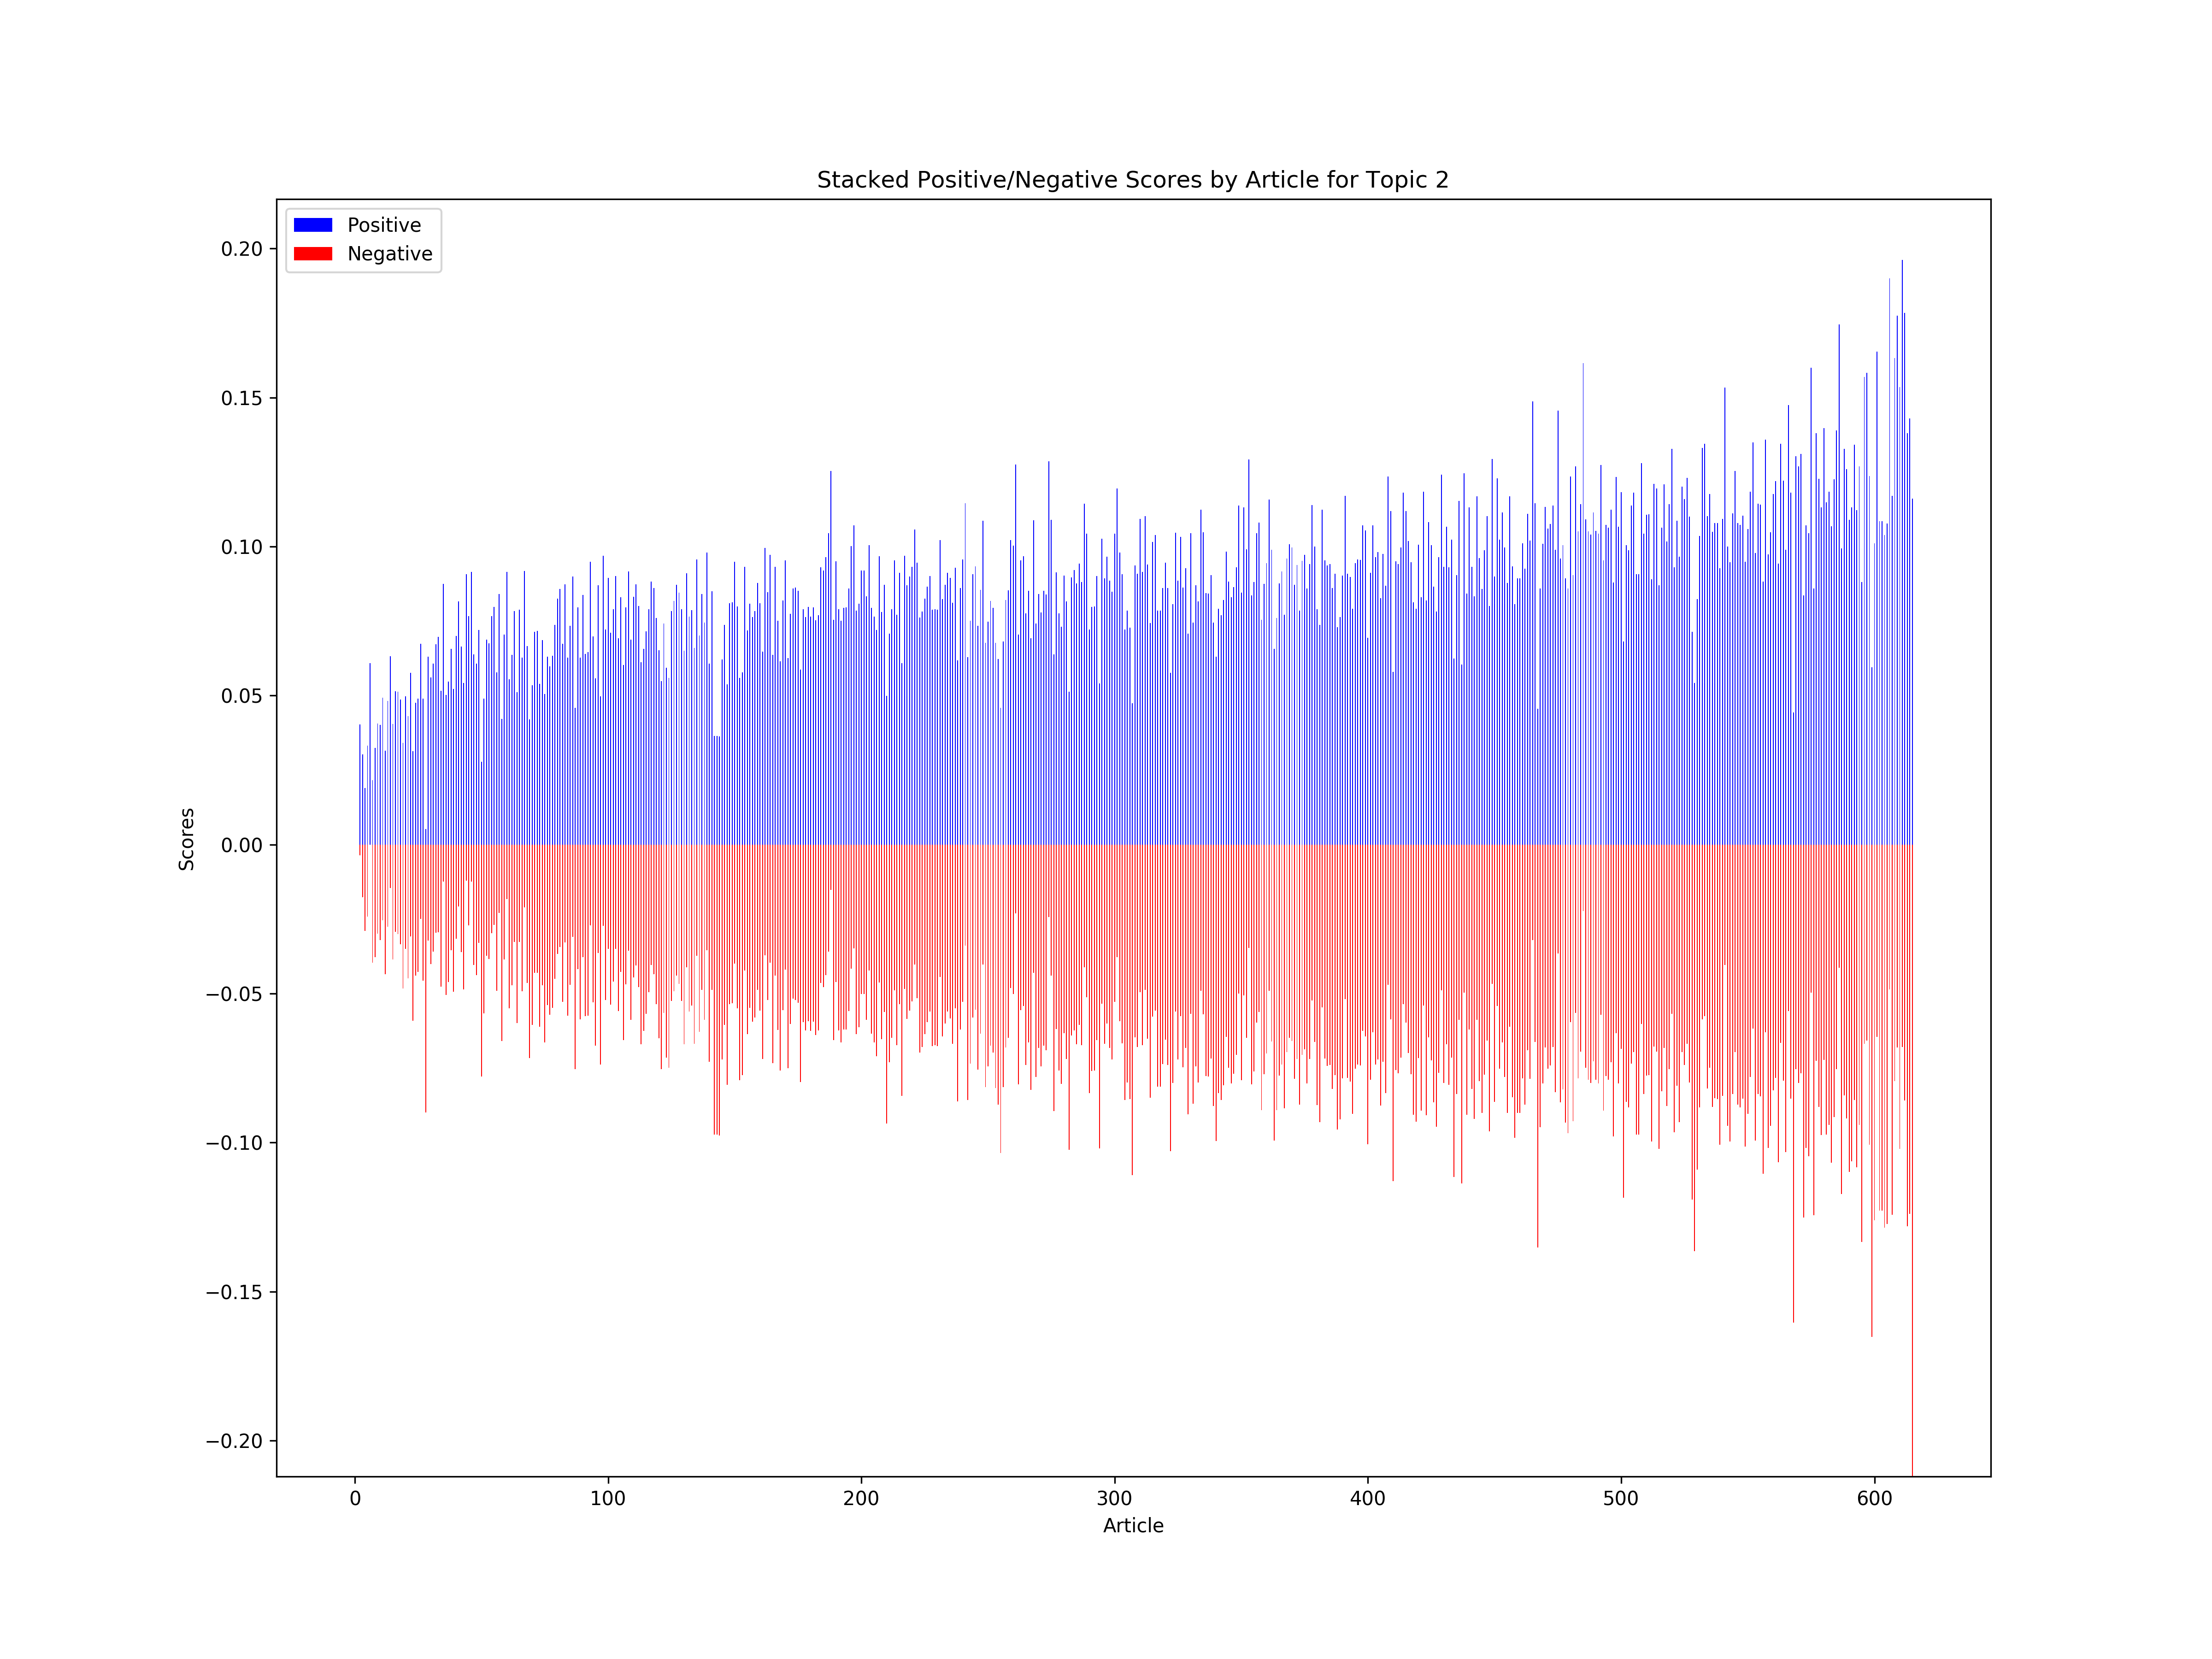 Stacked Positive/Negative Scores by Article for Topic 2
Positive
Negative
0.20
0.15
0.10
0.05
0.00
−0.05
−0.10
−0.15
−0.20
Scores
0 100 200 300 400 500 600
Article